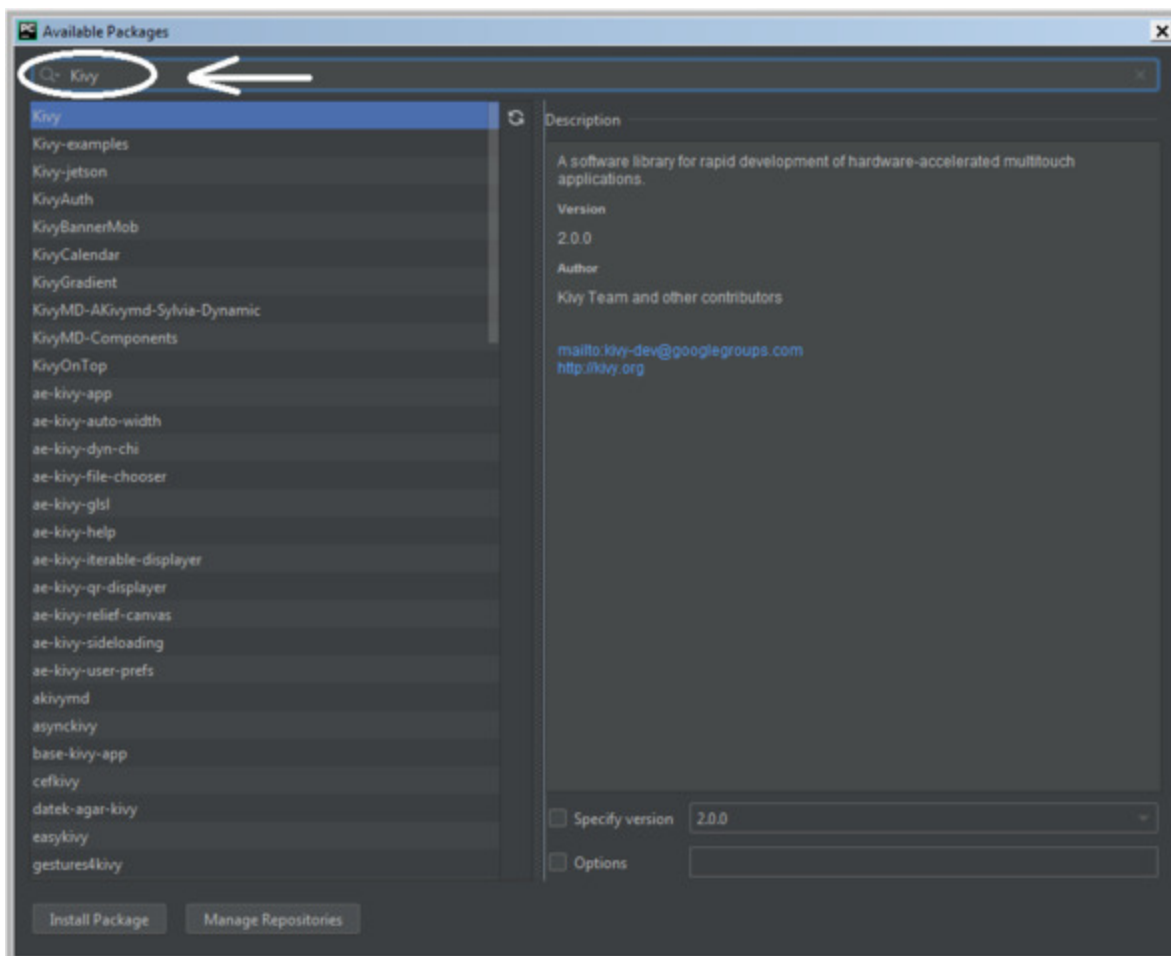 PC Available Packages
Kivy
Kivy
Kivy-examples
Kivy-jetson
KivyAuth
KivyBannerMob
KivyCalendar
KivyGradient
KivyMD-AKivymd-Sylvia-Dynamic
KivyMD-Components
KivyOnTop
ae-kivy-app
ae-kivy-auto-width
ae-kivy-dyn-chi
ae-kivy-file-chooser
ae-kivy-glsl
ae-kivy-help
ae-kivy-iterable-displayer
ae-kivy-qr-displayer
ae-kivy-relief-canvas
ae-kivy-sideloading
ae-kivy-user-prefs
akivymd
asynckivy
base-kivy-app
cefkivy
datek-agar-kivy
easykivy
gestures4kivy
Description
A software library for rapid development of hardware-accelerated multitouch
applications.
Version
2.0.0
Author
Kivy Team and other contributors
mailto:kivy-dev@googlegroups.com
http://kivy.org
Specify version 2.0.0
Options
Install Package Manage Repositories